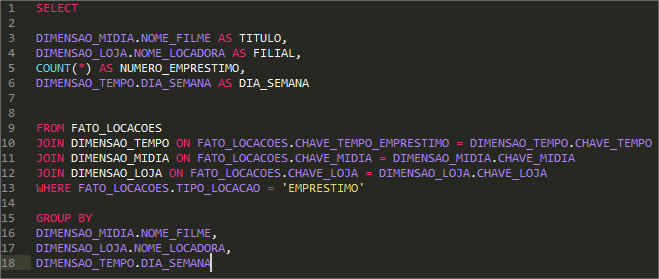 1 SELECT
2
3 DIMENSAO_MIDIA.NOME_FILME AS TITULO,
4 DIMENSAO_LOJA.NOME_LOCADORA AS FILIAL,
5 COUNT(*) AS NUMERO_EMPRESTIMO,
6 DIMENSAO_TEMPO.DIA_SEMANA AS DIA_SEMANA
7
8
9 FROM FATO_LOCACOES
10 JOIN DIMENSAO_TEMPO ON FATO_LOCACOES.CHAVE_TEMPO_EMPRESTIMO = DIMENSAO_TEMPO.CHAVE_TEMPO
11 JOIN DIMENSAO_MIDIA ON FATO_LOCACOES.CHAVE_MIDIA = DIMENSAO_MIDIA.CHAVE_MIDIA
12 JOIN DIMENSAO_LOJA ON FATO_LOCACOES.CHAVE_LOJA = DIMENSAO_LOJA.CHAVE_LOJA
13 WHERE FATO_LOCACOES.TIPO_LOCACAO = 'EMPRESTIMO'
14
15 GROUP BY
16 DIMENSAO_MIDIA.NOME_FILME,
17 DIMENSAO_LOJA.NOME_LOCADORA,
18 DIMENSAO_TEMPO.DIA_SEMANA